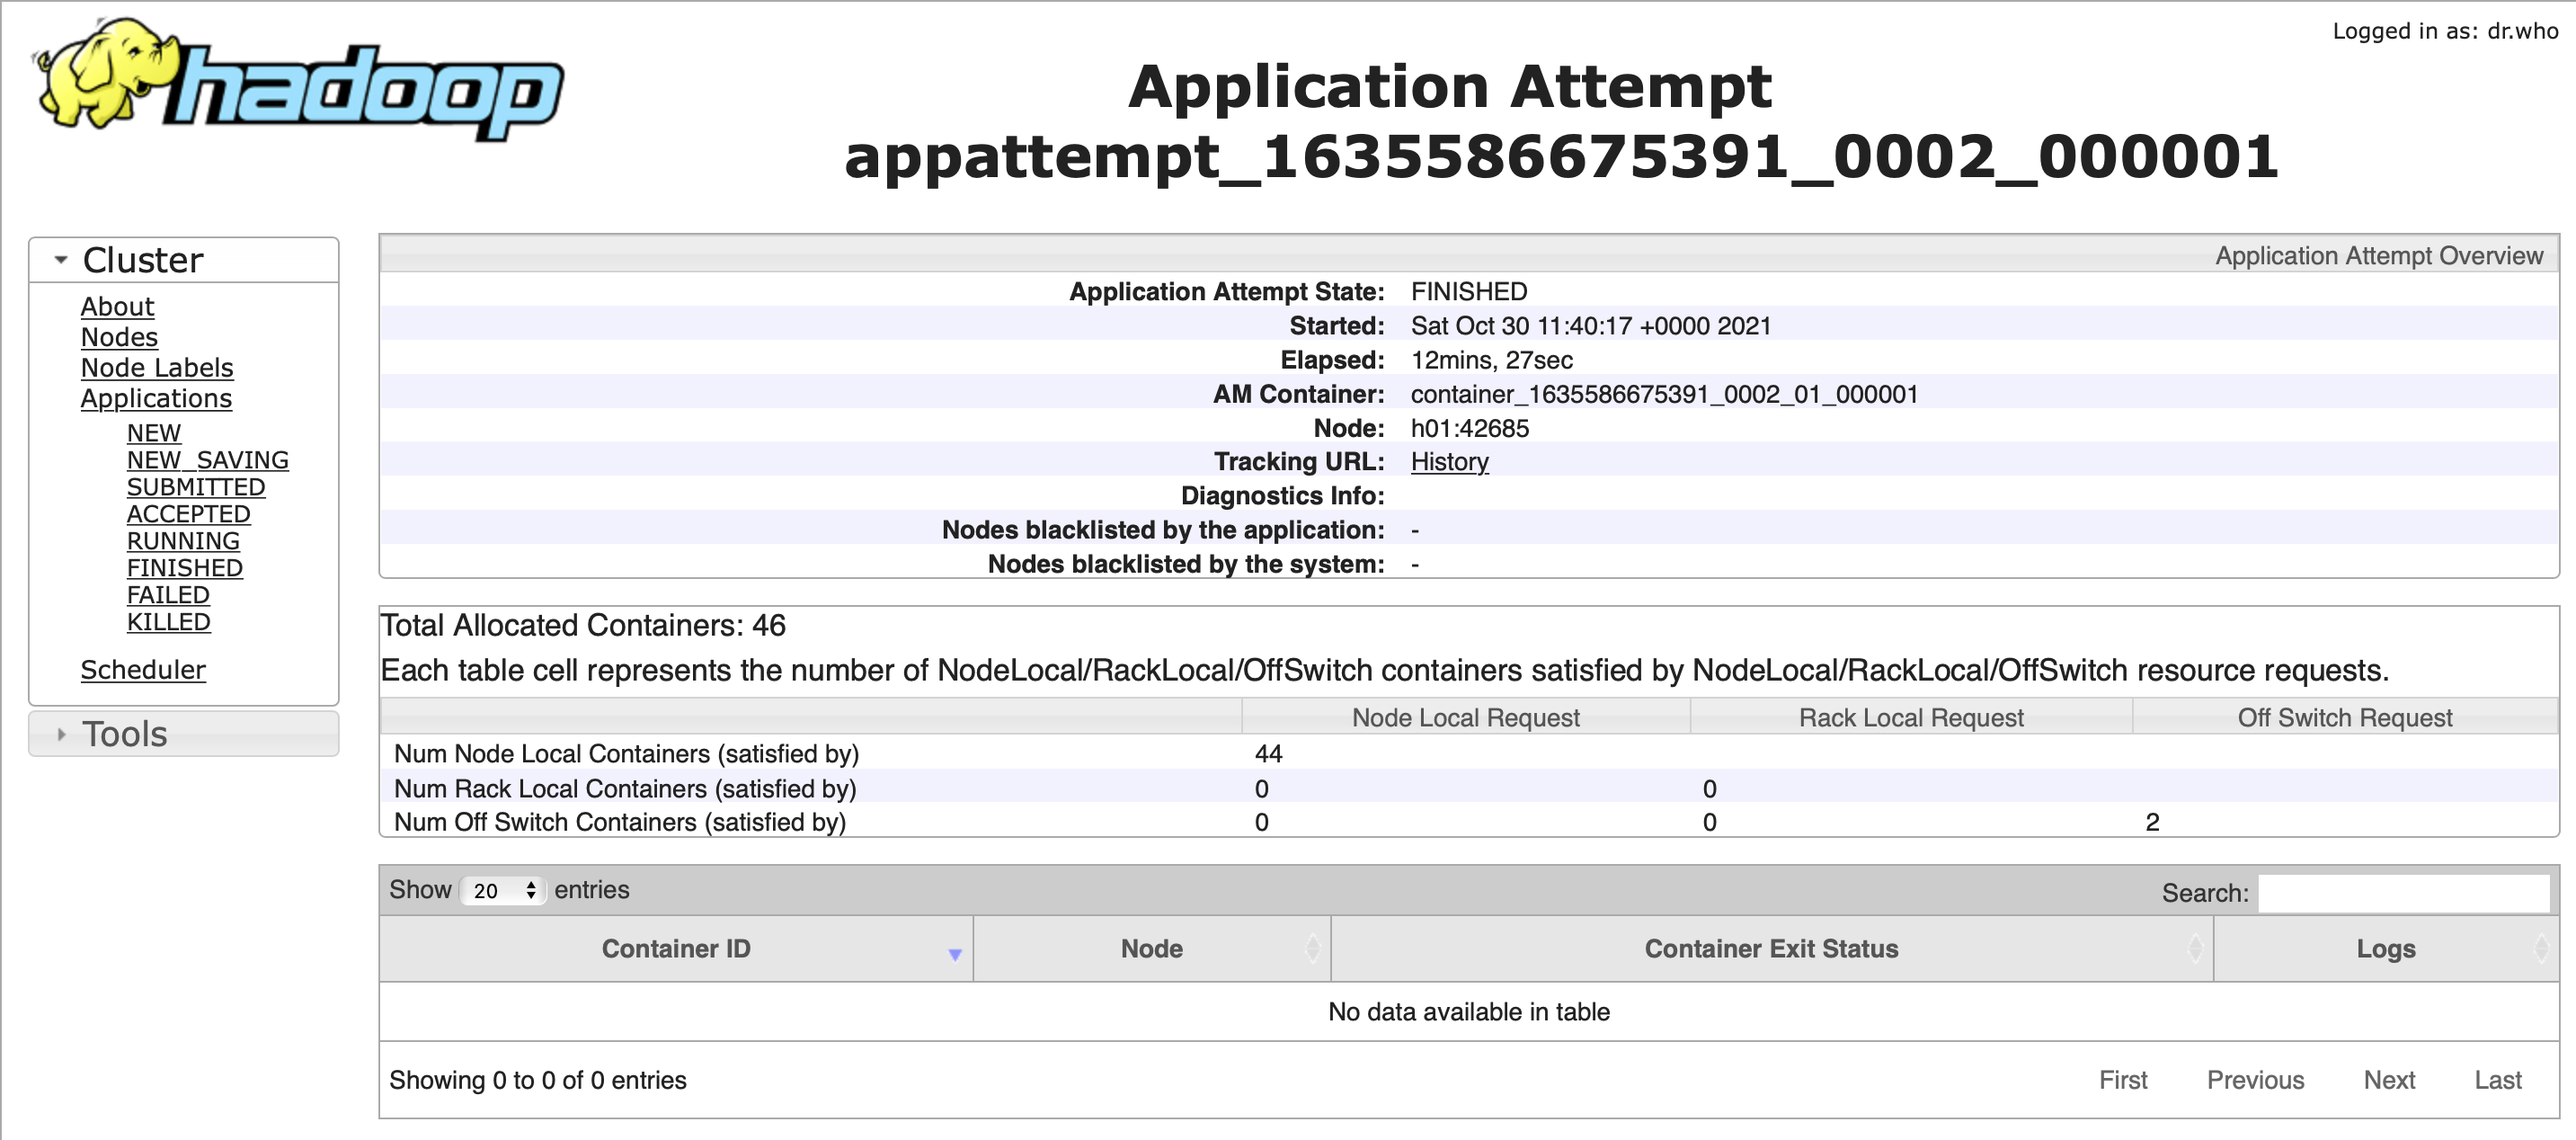 Logged in as: dr.who
hadoop
Application Attempt
appattempt_1635586675391_0002_000001
Cluster
About
Nodes
Node Labels
Applications
NEW
NEW_SAVING
SUBMITTED
ACCEPTED
RUNNING
FINISHED
FAILED
KILLED
Scheduler
Tools
Application Attempt Overview
Application Attempt State: FINISHED
Started: Sat Oct 30 11:40:17 +0000 2021
Elapsed: 12mins, 27sec
AM Container: container_1635586675391_0002_01_000001
Node: h01:42685
Tracking URL: History
Diagnostics Info:
Nodes blacklisted by the application: -
Nodes blacklisted by the system: -
Total Allocated Containers: 46
Each table cell represents the number of NodeLocal/RackLocal/OffSwitch containers satisfied by NodeLocal/RackLocal/OffSwitch resource requests.
Node Local Request Rack Local Request Off Switch Request
Num Node Local Containers (satisfied by) 44
Num Rack Local Containers (satisfied by) 0 0
Num Off Switch Containers (satisfied by) 0 0 2
Show 20 entries Search:
Container ID Node Container Exit Status Logs
No data available in table
Showing 0 to 0 of 0 entries First Previous Next Last